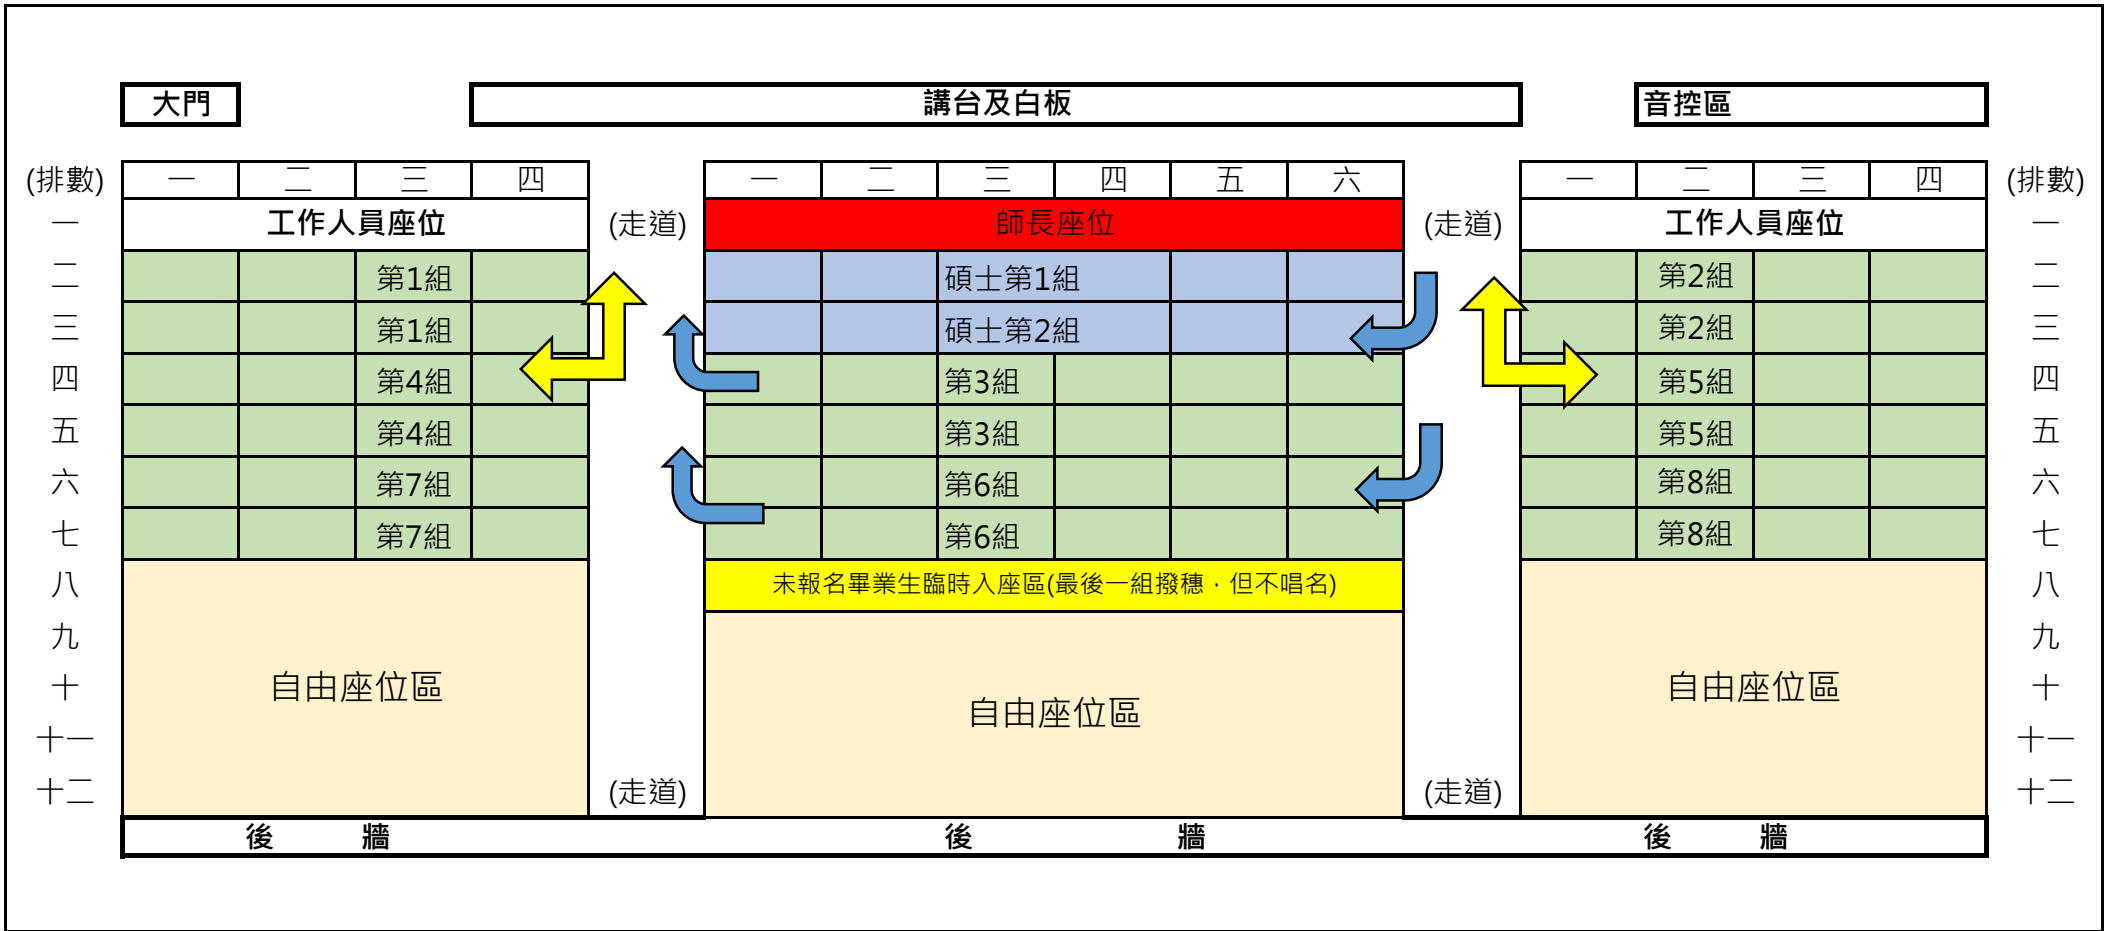 大門 講台及白板 音控區
(排數) 一 二 三 四 一 二 三 四 五 六 一 二 三 四 (排數)
一 工作人員座位 (走道) 師長座位 (走道) 工作人員座位 一
二 第1組 碩士第1組 第2組 二
三 第1組 碩士第2組 第2組 三
四 第4組 第3組 第5組 四
五 第4組 第3組 第5組 五
六 第7組 第6組 第8組 六
七 第7組 第6組 第8組 七
八 未報名畢業生臨時入座區(最後一組撥穗，但不唱名) 八
九 九
十 自由座位區 自由座位區 自由座位區 十
十一 十一
十二 (走道) (走道) 十二
後 牆 後 牆 後 牆